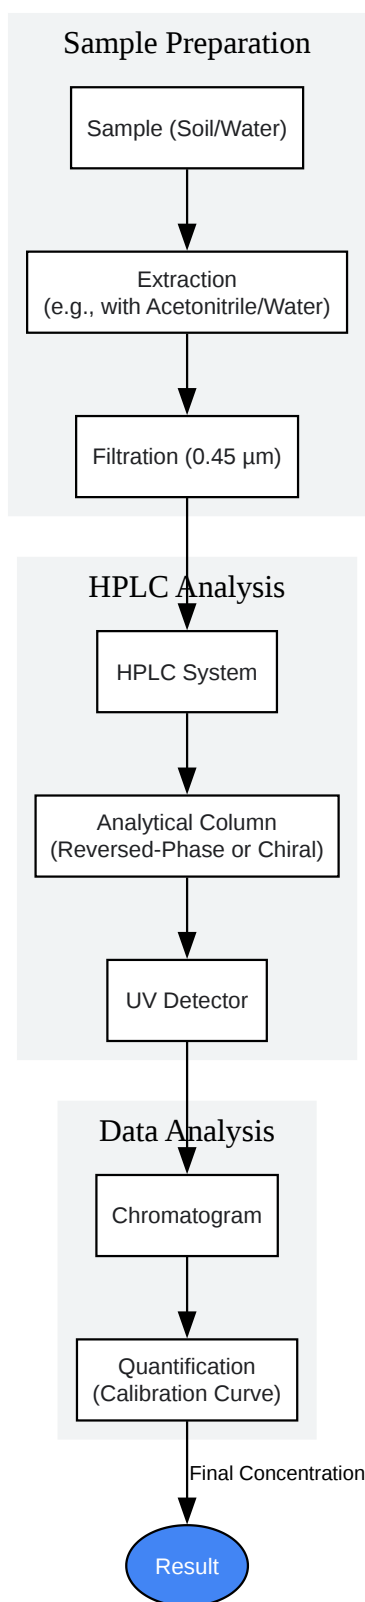 Sample Preparation
Sample (Soil/Water)
Extraction
(e.g., with Acetonitrile/Water)
Filtration (0.45 µm)
HPLC Analysis
HPLC System
Analytical Column
(Reversed-Phase or Chiral)
UV Detector
Data Analysis
Chromatogram
Quantification
(Calibration Curve)
Final Concentration
Result